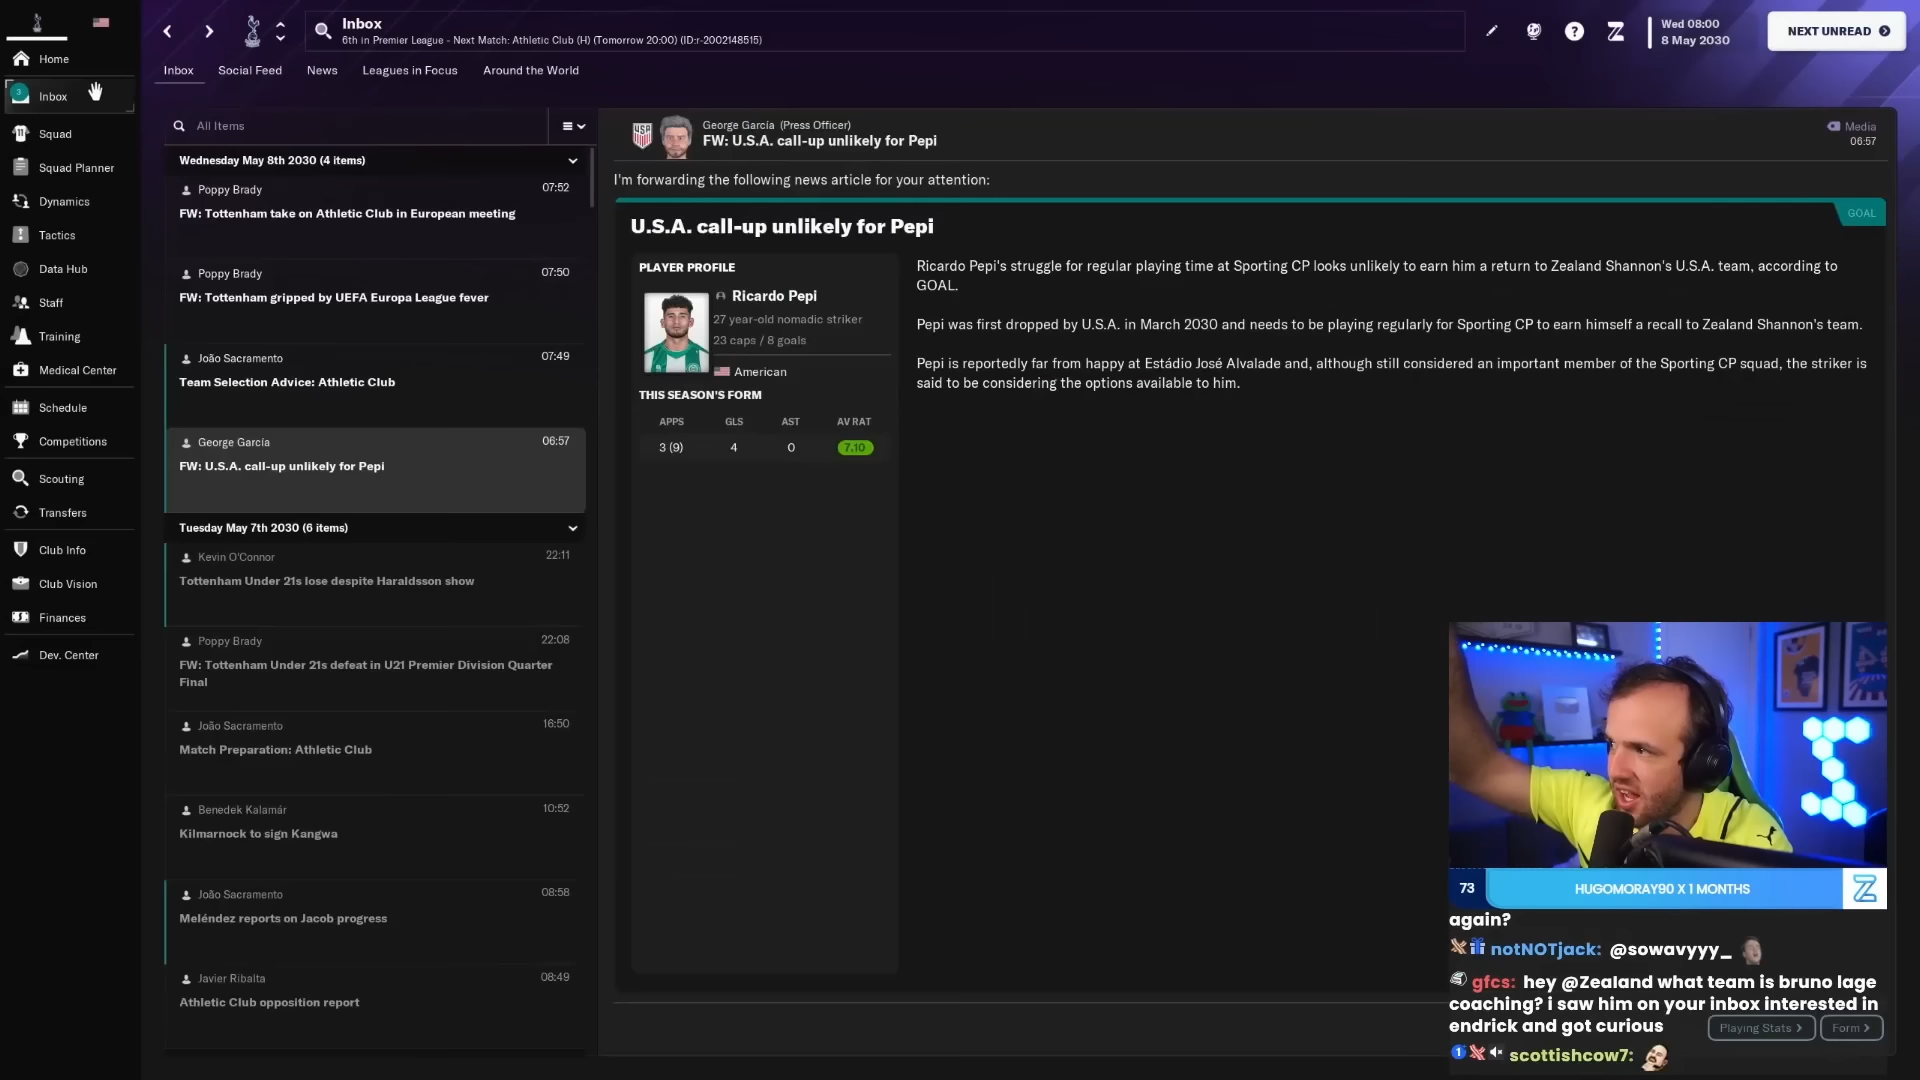 Inbox
6th in Premier League - Next Match: Athletic Club (H) (Tomorrow 20:00) (ID:r-2002148515)
Wed 08:00
8 May 2030
NEXT UNREAD
Home
3
Inbox
Squad
Squad Planner
Dynamics
Tactics
Data Hub
Staff
Training
Medical Center
Schedule
Competitions
Scouting
Transfers
Club Info
Club Vision
Finances
Dev. Center
Inbox
Social Feed
News
Leagues in Focus
Around the World
All Items
Wednesday May 8th 2030 (4 items)
Poppy Brady 07:52
FW: Tottenham take on Athletic Club in European meeting
Poppy Brady 07:50
FW: Tottenham gripped by UEFA Europa League fever
João Sacramento 07:49
Team Selection Advice: Athletic Club
George García 06:57
FW: U.S.A. call-up unlikely for Pepi
Tuesday May 7th 2030 (6 items)
Kevin O'Connor 22:11
Tottenham Under 21s lose despite Haraldsson show
Poppy Brady 22:08
FW: Tottenham Under 21s defeat in U21 Premier Division Quarter
Final
João Sacramento 16:50
Match Preparation: Athletic Club
Benedek Kalamár 10:52
Kilmarnock to sign Kangwa
João Sacramento 08:58
Meléndez reports on Jacob progress
Javier Ribalta 08:49
Athletic Club opposition report
George García (Press Officer)
FW: U.S.A. call-up unlikely for Pepi
Media
06:57
I'm forwarding the following news article for your attention:
GOAL
U.S.A. call-up unlikely for Pepi
PLAYER PROFILE
Ricardo Pepi
27 year-old nomadic striker
23 caps / 8 goals
American
THIS SEASON'S FORM
APPS GLS AST AV RAT
3 (9) 4 0 7.10
Ricardo Pepi's struggle for regular playing time at Sporting CP looks unlikely to earn him a return to Zealand Shannon's U.S.A. team, according to
GOAL.
Pepi was first dropped by U.S.A. in March 2030 and needs to be playing regularly for Sporting CP to earn himself a recall to Zealand Shannon's team.
Pepi is reportedly far from happy at Estádio José Alvalade and, although still considered an important member of the Sporting CP squad, the striker is
said to be considering the options available to him.
73
HUGOMORAY90 X 1 MONTHS
again?
notNOTjack: @sowavyyy_
gfcs: hey @Zealand what team is bruno lage
coaching? i saw him on your inbox interested in
endrick and got curious
Playing Stats
Form
scottishcow7: